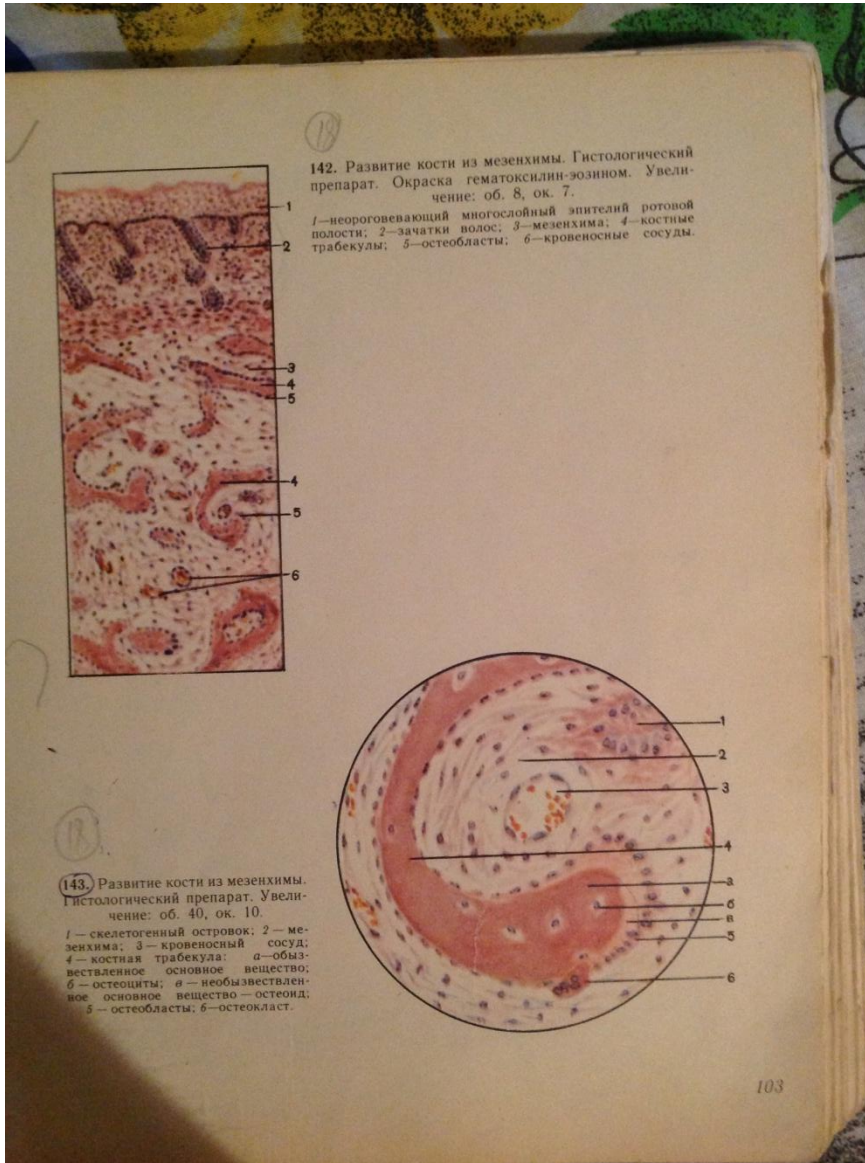 18
142. Развитие кости из мезенхимы. Гистологический
препарат. Окраска гематоксилин-эозином. Увели-
чение: об. 8, ок. 7.
1—неороговевающий многослойный эпителий ротовой
полости; 2—зачатки волос; 3—мезенхима; 4—костные
трабекулы; 5—остеобласты; 6—кровеносные сосуды.
1
2
3
4
5
4
5
6
1
2
3
4
а
б
в
5
6
18
143. Развитие кости из мезенхимы.
Гистологический препарат. Увели-
чение: об. 40, ок. 10.
1 — скелетогенный островок; 2 — ме-
зенхима; 3 — кровеносный сосуд;
4 — костная трабекула: а—обыз-
вествленное основное вещество;
б — остеоциты; в — необызвествлен-
ное основное вещество — остеоид;
5 — остеобласты; 6—остеокласт.
103